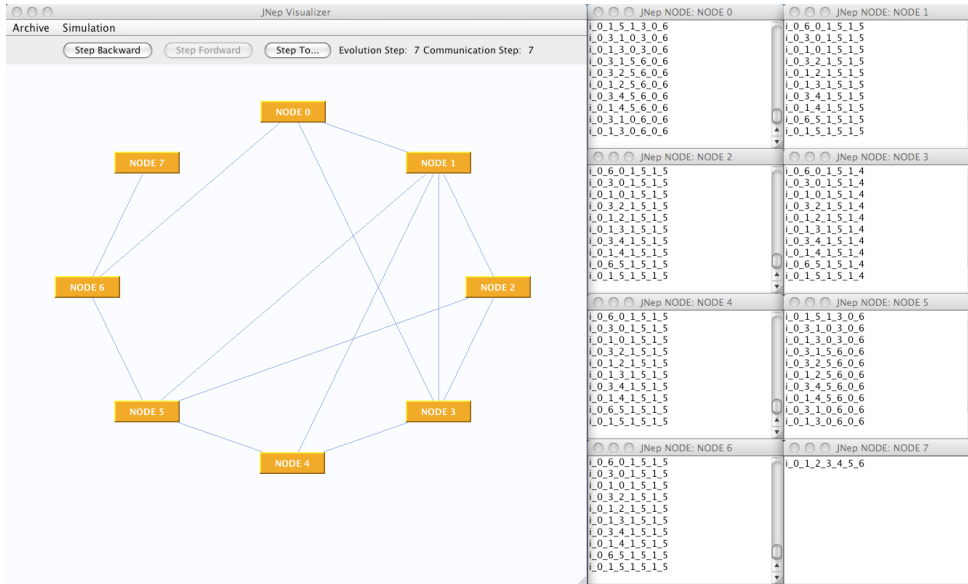 JNep Visualizer
Archive Simulation
Step Backward Step Fordward Step To... Evolution Step: 7 Communication Step: 7
NODE 0
NODE 7
NODE 1
NODE 6
NODE 2
NODE 5
NODE 3
NODE 4
JNep NODE: NODE 0
i_0_1_5_1_3_0_6
i_0_3_1_0_3_0_6
i_0_1_3_0_3_0_6
i_0_3_1_5_6_0_6
i_0_3_2_5_6_0_6
i_0_1_2_5_6_0_6
i_0_3_4_5_6_0_6
i_0_1_4_5_6_0_6
i_0_3_1_0_6_0_6
i_0_1_3_0_6_0_6
JNep NODE: NODE 1
i_0_6_0_1_5_1_5
i_0_3_0_1_5_1_5
i_0_1_0_1_5_1_5
i_0_3_2_1_5_1_5
i_0_1_2_1_5_1_5
i_0_1_3_1_5_1_5
i_0_3_4_1_5_1_5
i_0_1_4_1_5_1_5
i_0_6_5_1_5_1_5
i_0_1_5_1_5_1_5
JNep NODE: NODE 2
i_0_6_0_1_5_1_5
i_0_3_0_1_5_1_5
i_0_1_0_1_5_1_5
i_0_3_2_1_5_1_5
i_0_1_2_1_5_1_5
i_0_1_3_1_5_1_5
i_0_3_4_1_5_1_5
i_0_1_4_1_5_1_5
i_0_6_5_1_5_1_5
i_0_1_5_1_5_1_5
JNep NODE: NODE 3
i_0_6_0_1_5_1_4
i_0_3_0_1_5_1_4
i_0_1_0_1_5_1_4
i_0_3_2_1_5_1_4
i_0_1_2_1_5_1_4
i_0_1_3_1_5_1_4
i_0_3_4_1_5_1_4
i_0_1_4_1_5_1_4
i_0_6_5_1_5_1_4
i_0_1_5_1_5_1_4
JNep NODE: NODE 4
i_0_6_0_1_5_1_5
i_0_3_0_1_5_1_5
i_0_1_0_1_5_1_5
i_0_3_2_1_5_1_5
i_0_1_2_1_5_1_5
i_0_1_3_1_5_1_5
i_0_3_4_1_5_1_5
i_0_1_4_1_5_1_5
i_0_6_5_1_5_1_5
i_0_1_5_1_5_1_5
JNep NODE: NODE 5
i_0_1_5_1_3_0_6
i_0_3_1_0_3_0_6
i_0_1_3_0_3_0_6
i_0_3_1_5_6_0_6
i_0_3_2_5_6_0_6
i_0_1_2_5_6_0_6
i_0_3_4_5_6_0_6
i_0_1_4_5_6_0_6
i_0_3_1_0_6_0_6
i_0_1_3_0_6_0_6
JNep NODE: NODE 6
i_0_6_0_1_5_1_5
i_0_3_0_1_5_1_5
i_0_1_0_1_5_1_5
i_0_3_2_1_5_1_5
i_0_1_2_1_5_1_5
i_0_1_3_1_5_1_5
i_0_3_4_1_5_1_5
i_0_1_4_1_5_1_5
i_0_6_5_1_5_1_5
i_0_1_5_1_5_1_5
JNep NODE: NODE 7
i_0_1_2_3_4_5_6